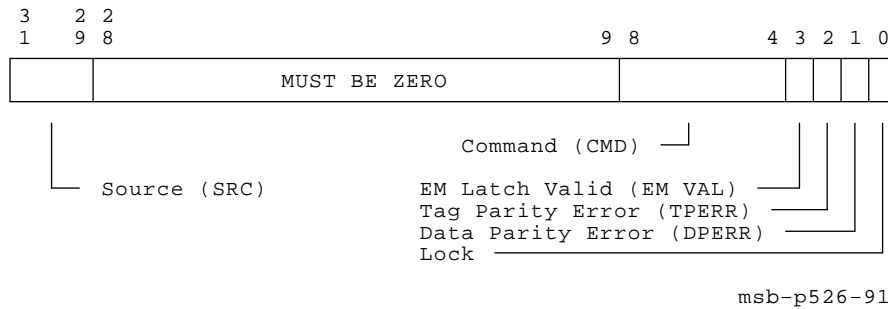 3 2 2
1 9 8 9 8 4 3 2 1 0
MUST BE ZERO
Command (CMD)
Source (SRC) EM Latch Valid (EM VAL)
Tag Parity Error (TPERR)
Data Parity Error (DPERR)
Lock
msb-p526-91